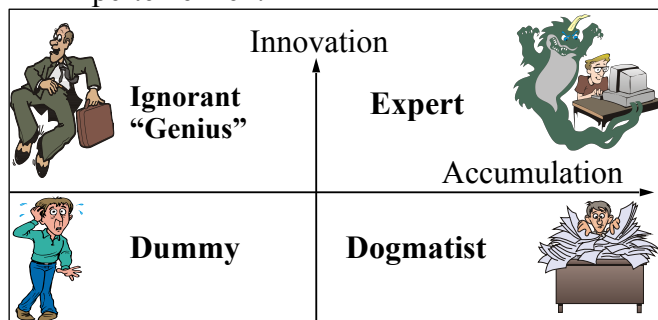 Innovation
Ignorant
“Genius”
Expert
Accumulation
Dummy
Dogmatist